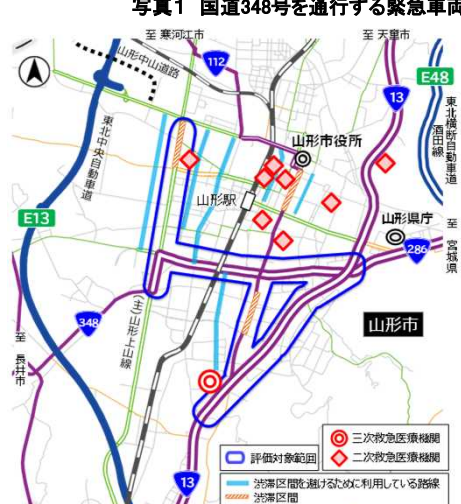 写真1 国道348号を通行する緊急車両
至 寒河江市
至 天童市
山形中山道路
112
13
E48
東北横断自動車道
酒田線
東北中央自動車道
山形市役所
山形駅
山形県庁
E13
至 宮城県
286
348
(主)山形上山線
山形市
至 長井市
13
三次救急医療機関
評価対象範囲
二次救急医療機関
渋滞区間を避けるために利用している路線
渋滞区間